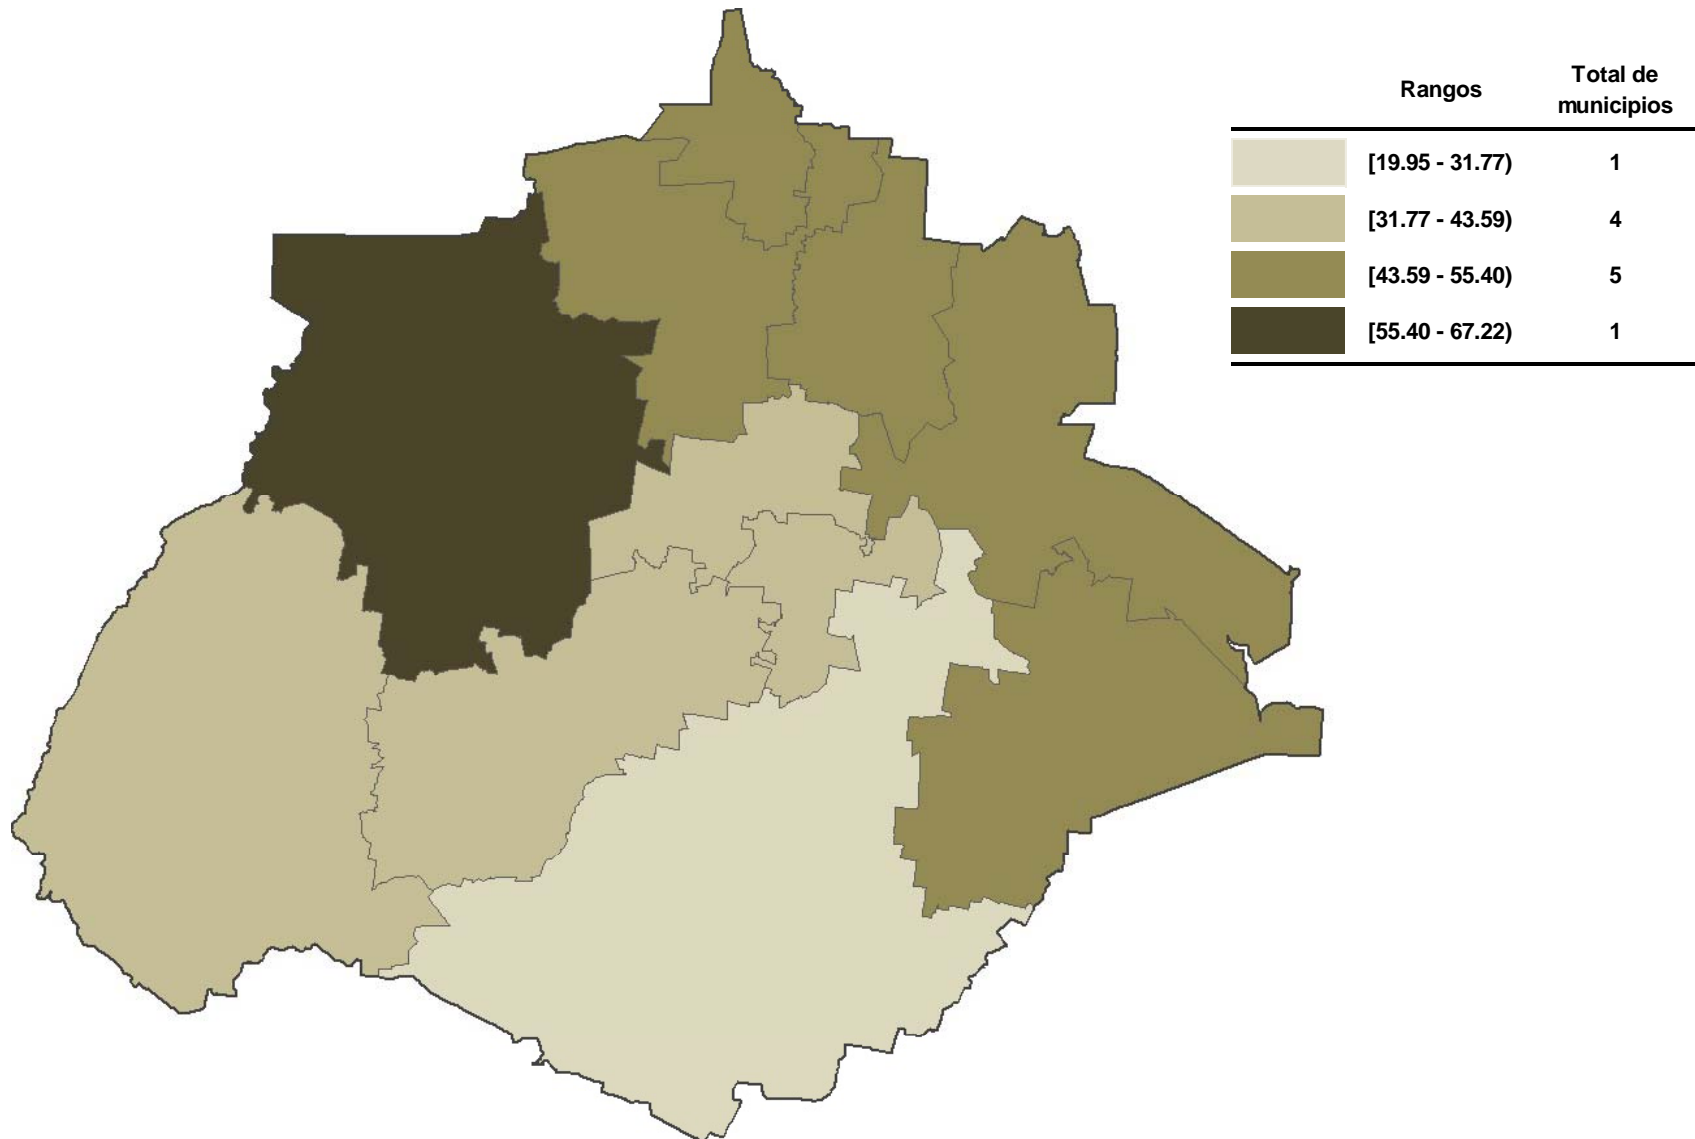 Rangos
Total de
municipios
[19.95 - 31.77) 1
[31.77 - 43.59) 4
[43.59 - 55.40) 5
[55.40 - 67.22) 1